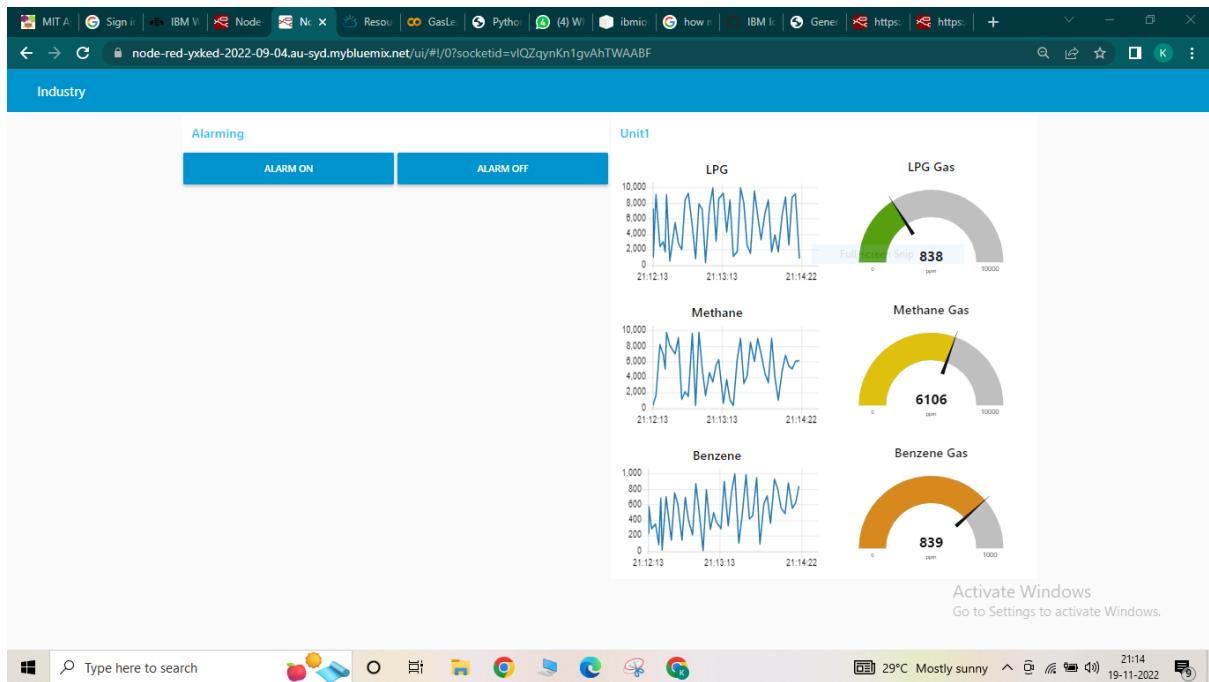 MIT A
Sign in
IBM W
Node-
No
Resou
GasLe
Pytho
(4) W
ibmio
how n
IBM
Gener
https:
https:
node-red-yxked-2022-09-04.au-syd.mybluemix.net/ui/#!/0?socketid=vIQZqynKn1gvAhTWAABF
K
Industry
Alarming
ALARM ON
ALARM OFF
Unit1
LPG
10,000
8,000
6,000
4,000
2,000
0
21:12:13
21:13:13
21:14:22
LPG Gas
Full-screen Snip
838
ppm
0
10000
Methane
10,000
8,000
6,000
4,000
2,000
0
21:12:13
21:13:13
21:14:22
Methane Gas
6106
ppm
0
10000
Benzene
1,000
800
600
400
200
0
21:12:13
21:13:13
21:14:22
Benzene Gas
839
ppm
0
1000
Activate Windows
Go to Settings to activate Windows.
Type here to search
29°C Mostly sunny
21:14
19-11-2022
9